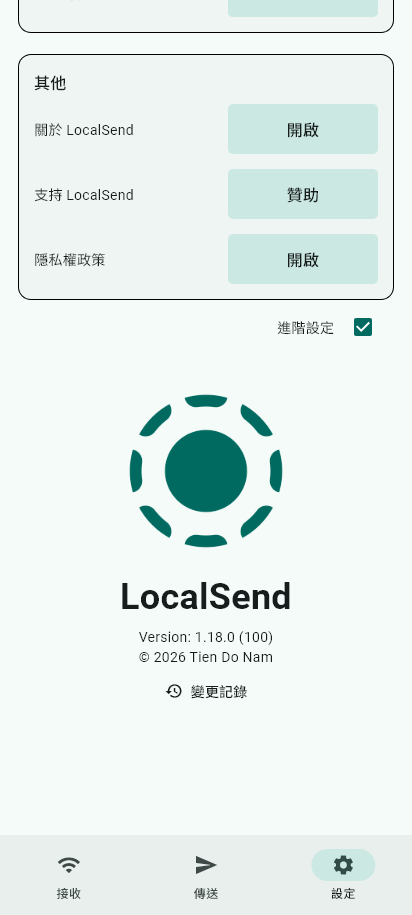 其他
關於 LocalSend
開啟
支持 LocalSend
贊助
隱私權政策
開啟
進階設定
LocalSend
Version: 1.18.0 (100)
© 2026 Tien Do Nam
變更記錄
接收
傳送
設定